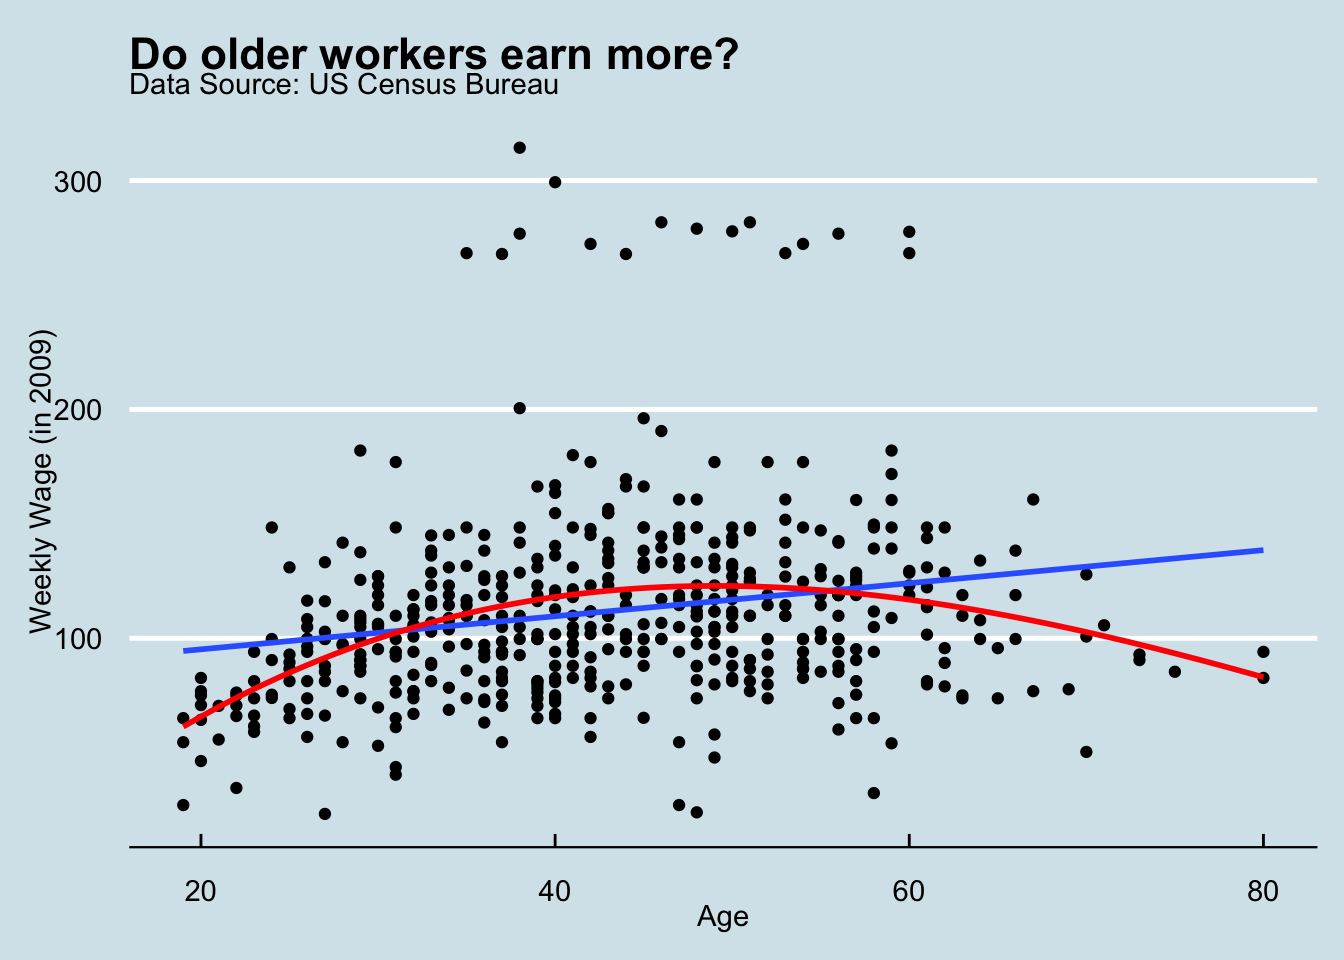 Do older workers earn more?
Data Source: US Census Bureau
300
200
100
Weekly Wage (in 2009)
20 40 60 80
Age